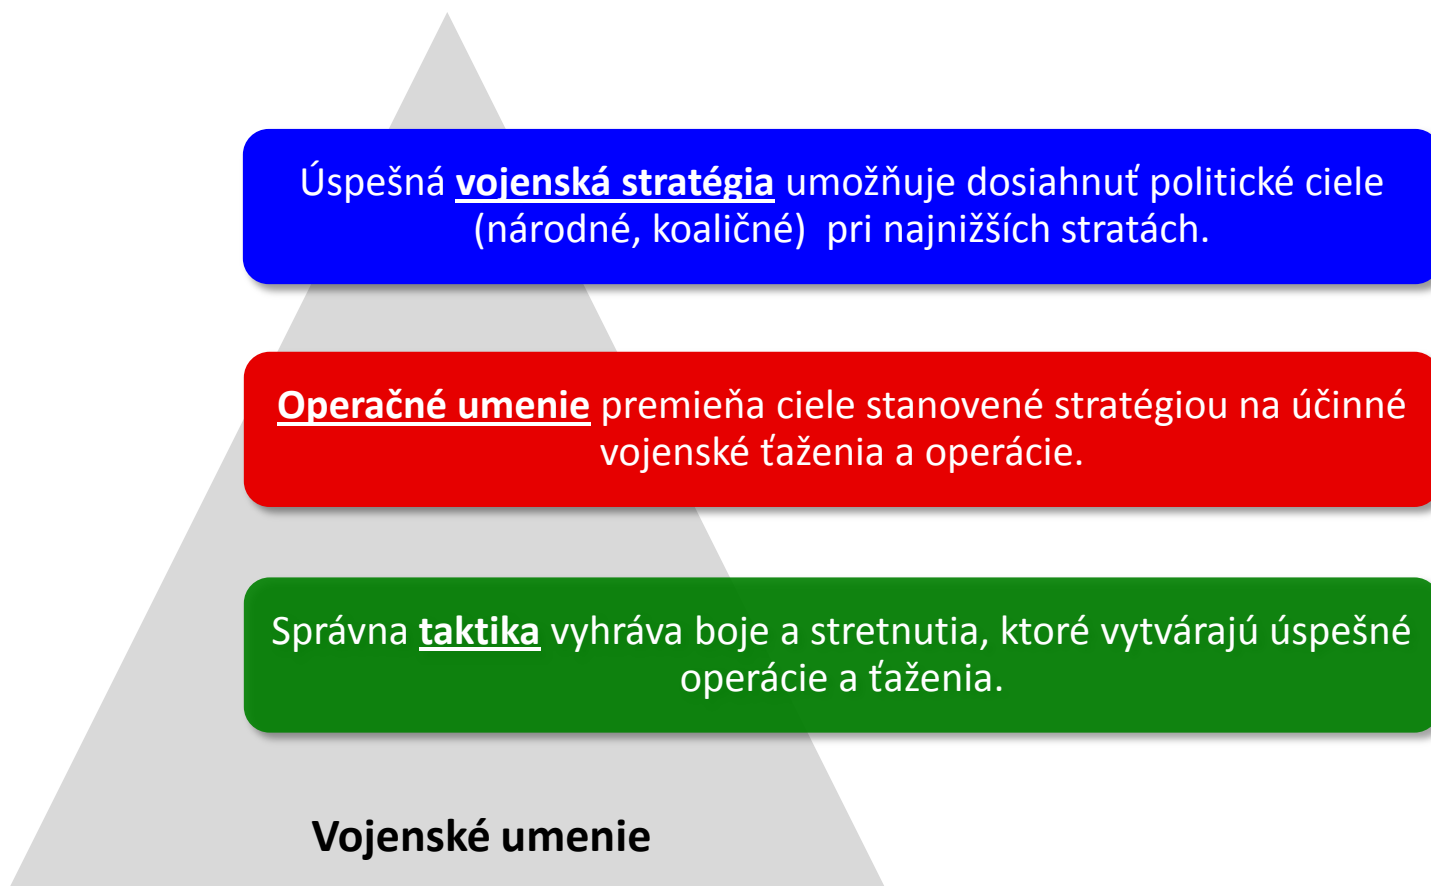 Úspešná vojenská stratégia umožňuje dosiahnuť politické ciele
(národné, koaličné) pri najnižších stratách.
Operačné umenie premieňa ciele stanovené stratégiou na účinné
vojenské ťaženia a operácie.
Správna taktika vyhráva boje a stretnutia, ktoré vytvárajú úspešné
operácie a ťaženia.
Vojenské umenie